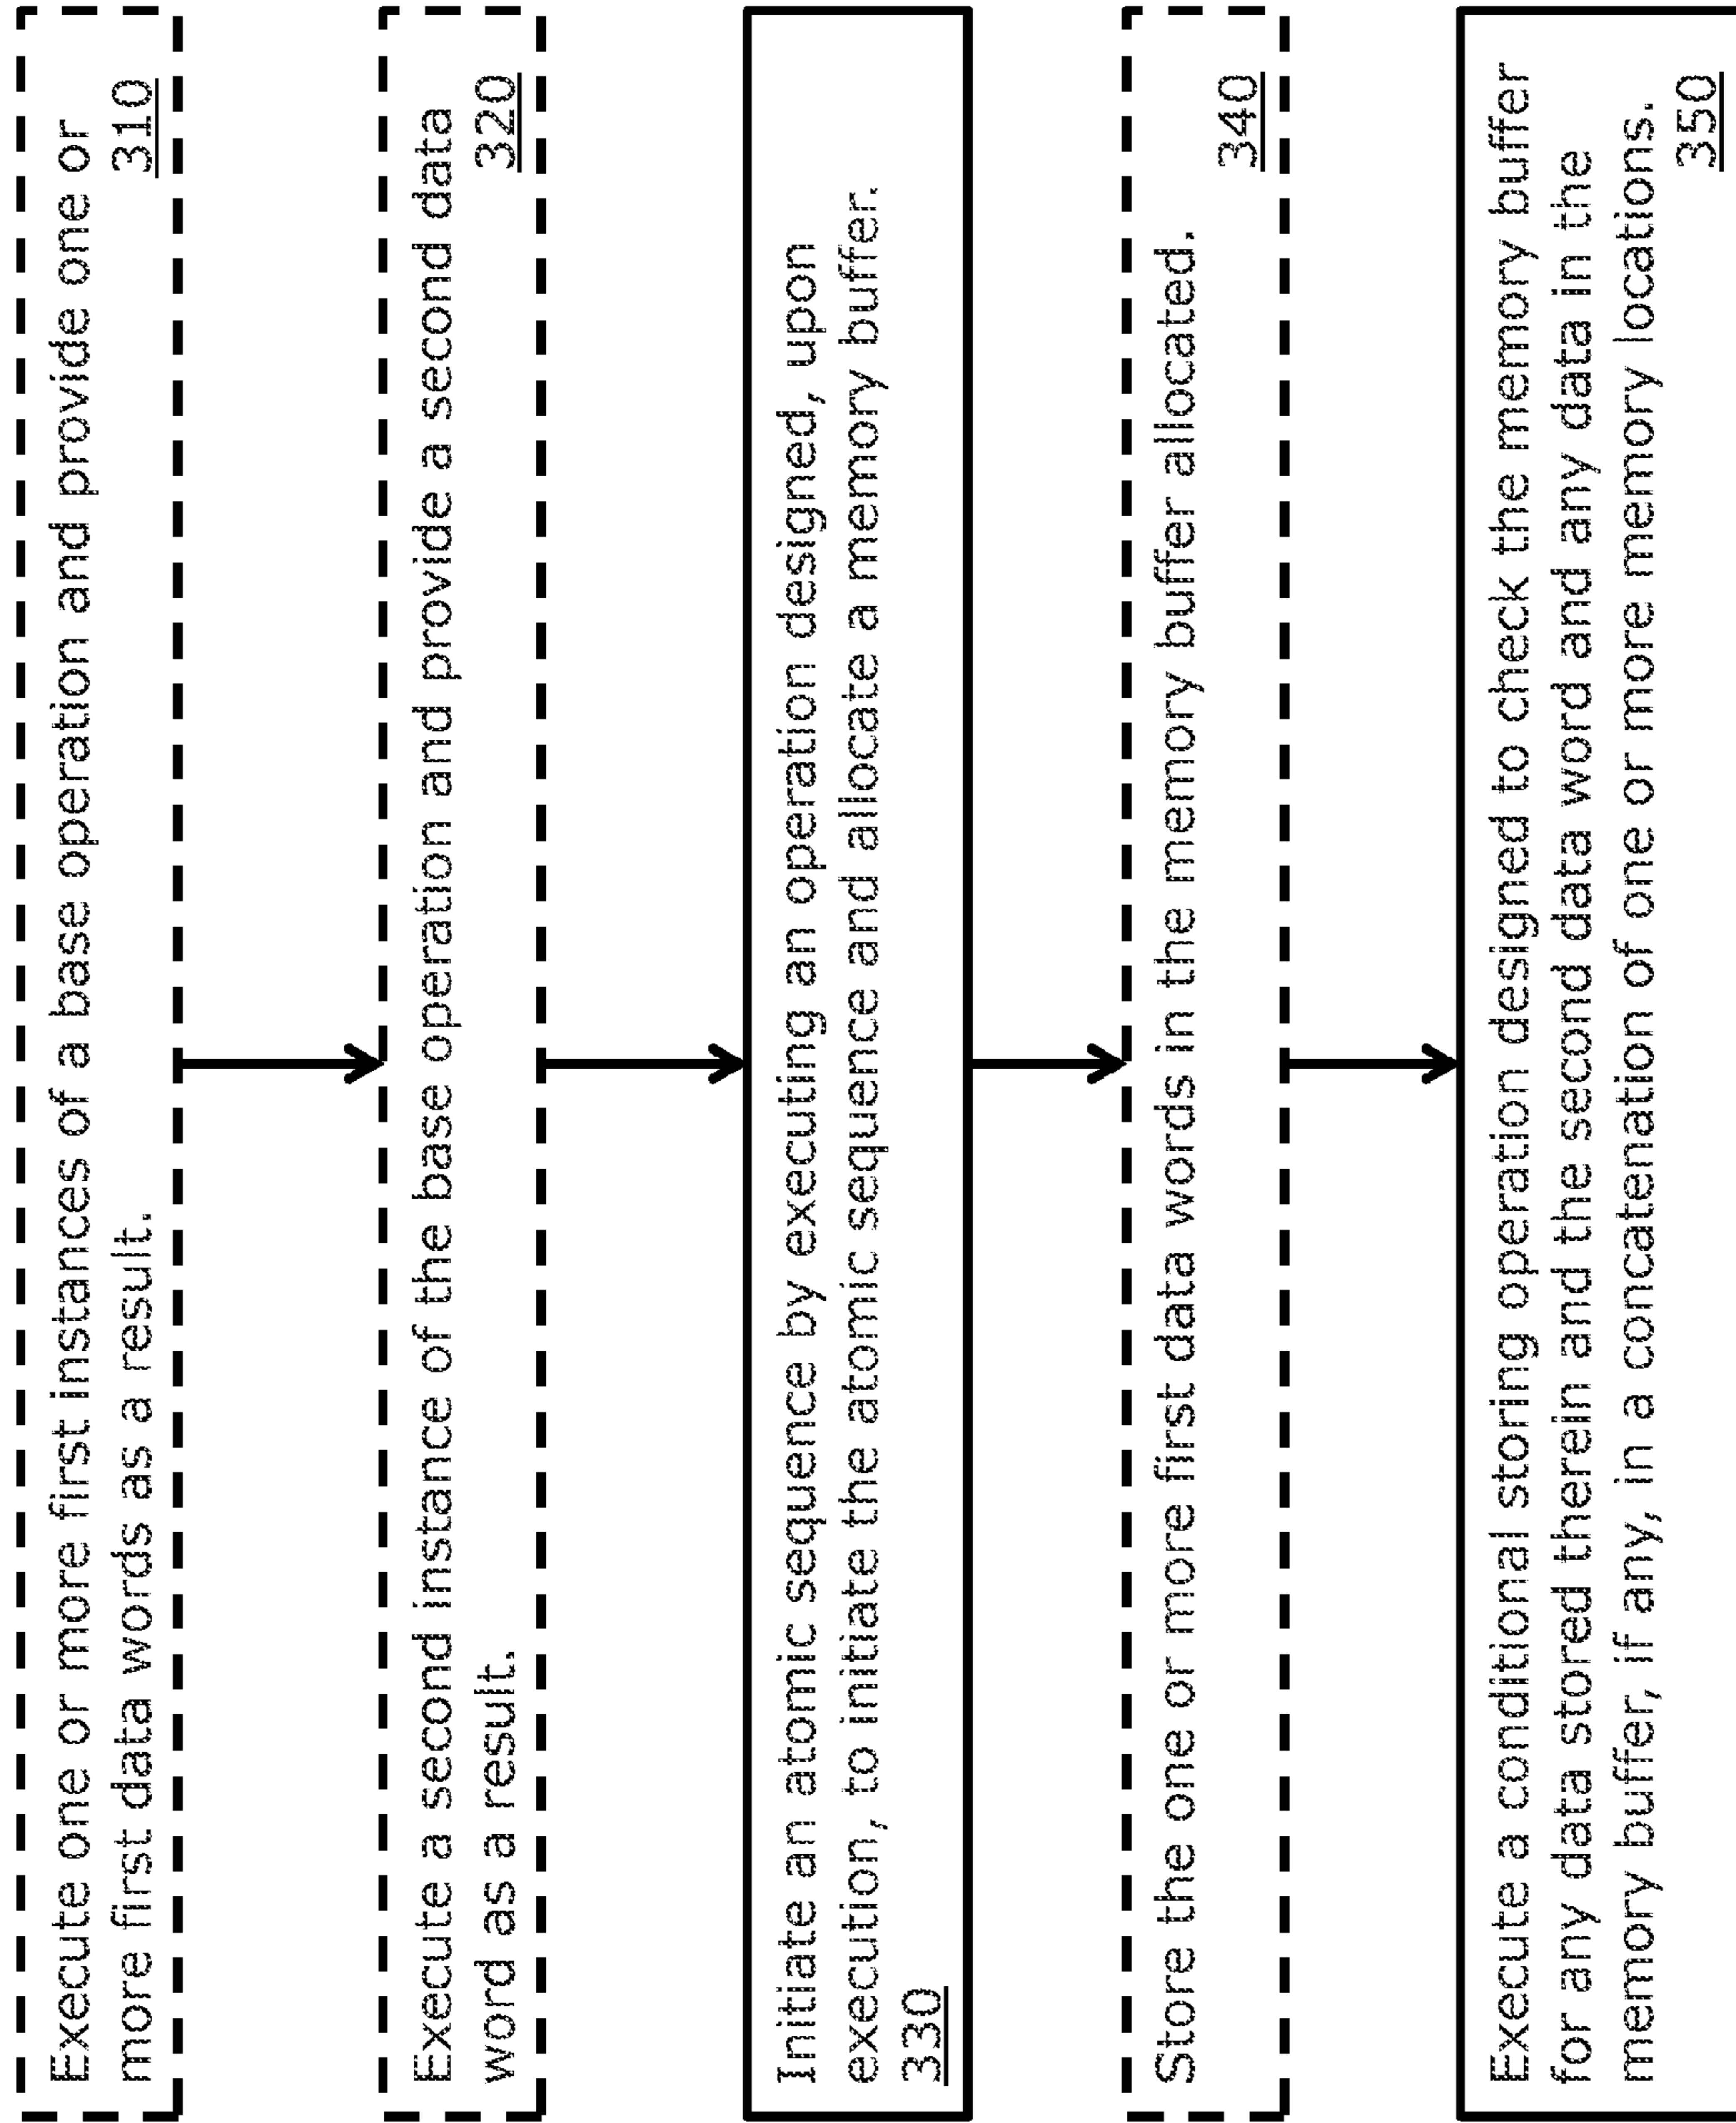 Execute one or more first instances of a base operation and provide one or
more first data words as a result.
310
Execute a second instance of the base operation and provide a second data
word as a result.
320
Initiate an atomic sequence by executing an operation designed, upon
execution, to initiate the atomic sequence and allocate a memory buffer.
330
Store the one or more first data words in the memory buffer allocated.
340
Execute a conditional storing operation designed to check the memory buffer
for any data stored therein and the second data word and any data in the
memory buffer, if any, in a concatenation of one or more memory locations.
350